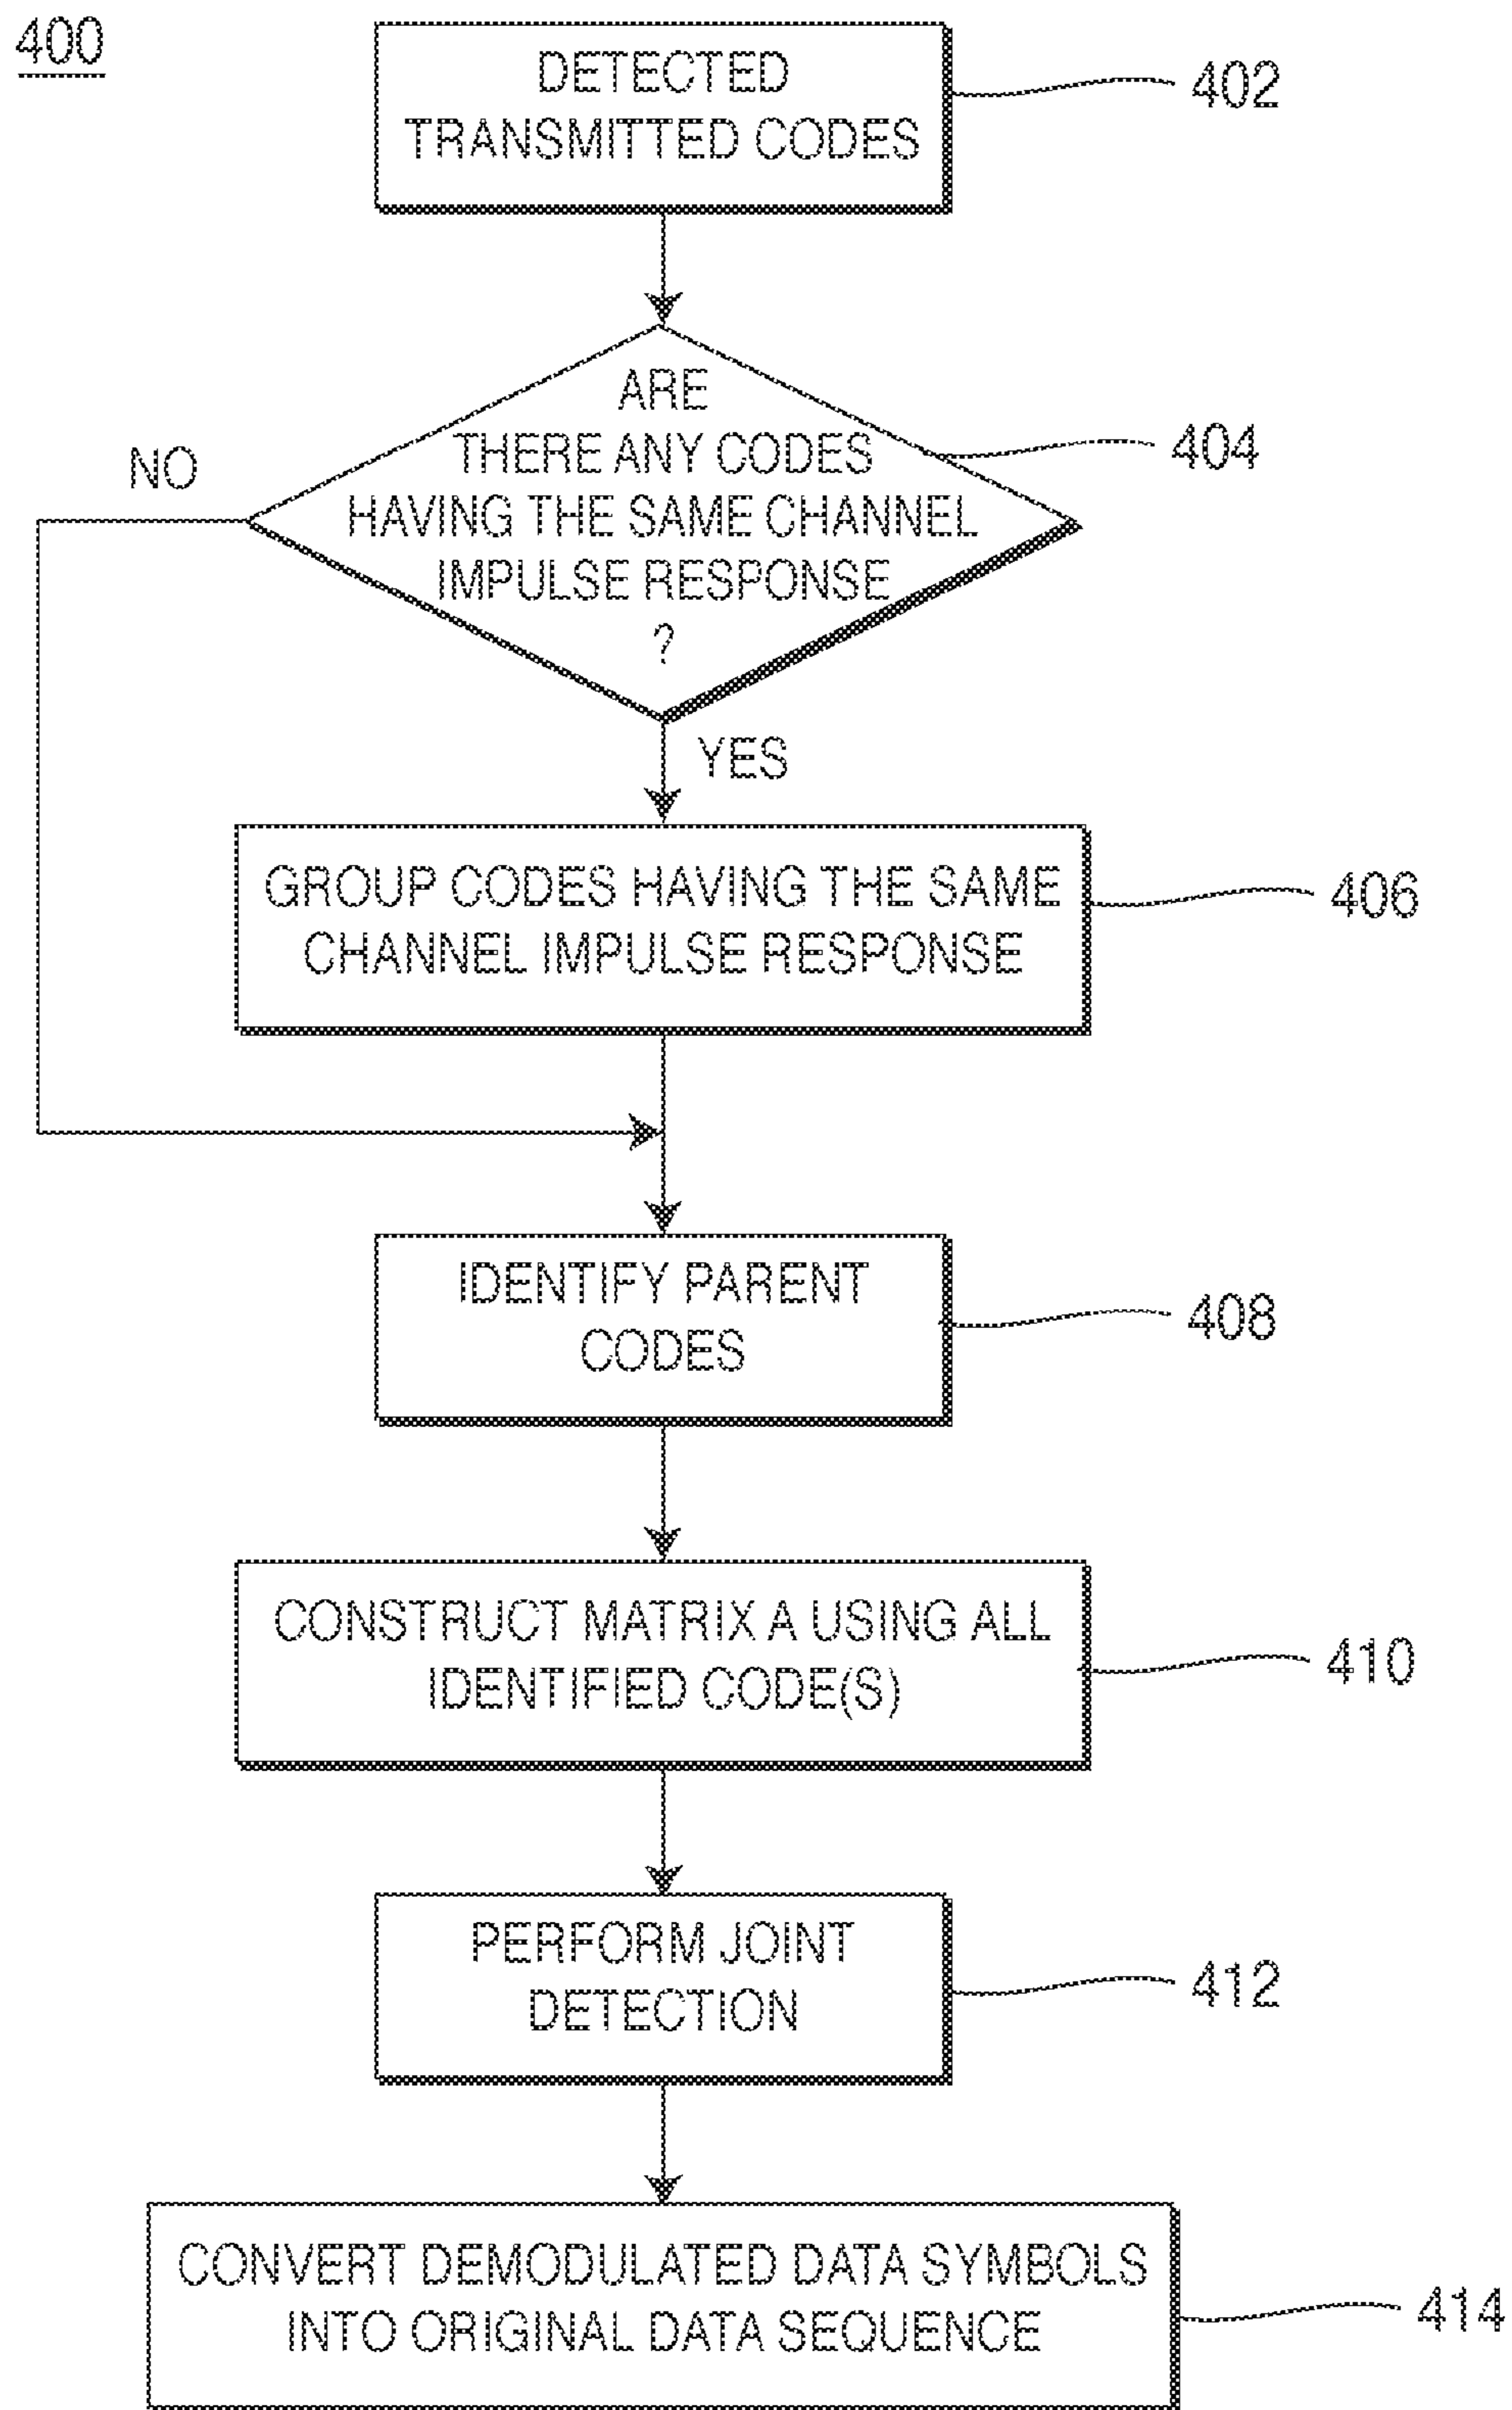 400
DETECTED
TRANSMITTED CODES
402
ARE
THERE ANY CODES
HAVING THE SAME CHANNEL
IMPULSE RESPONSE
?
404
NO
YES
GROUP CODES HAVING THE SAME
CHANNEL IMPULSE RESPONSE
406
IDENTIFY PARENT
CODES
408
CONSTRUCT MATRIX A USING ALL
IDENTIFIED CODE(S)
410
PERFORM JOINT
DETECTION
412
CONVERT DEMODULATED DATA SYMBOLS
INTO ORIGINAL DATA SEQUENCE
414